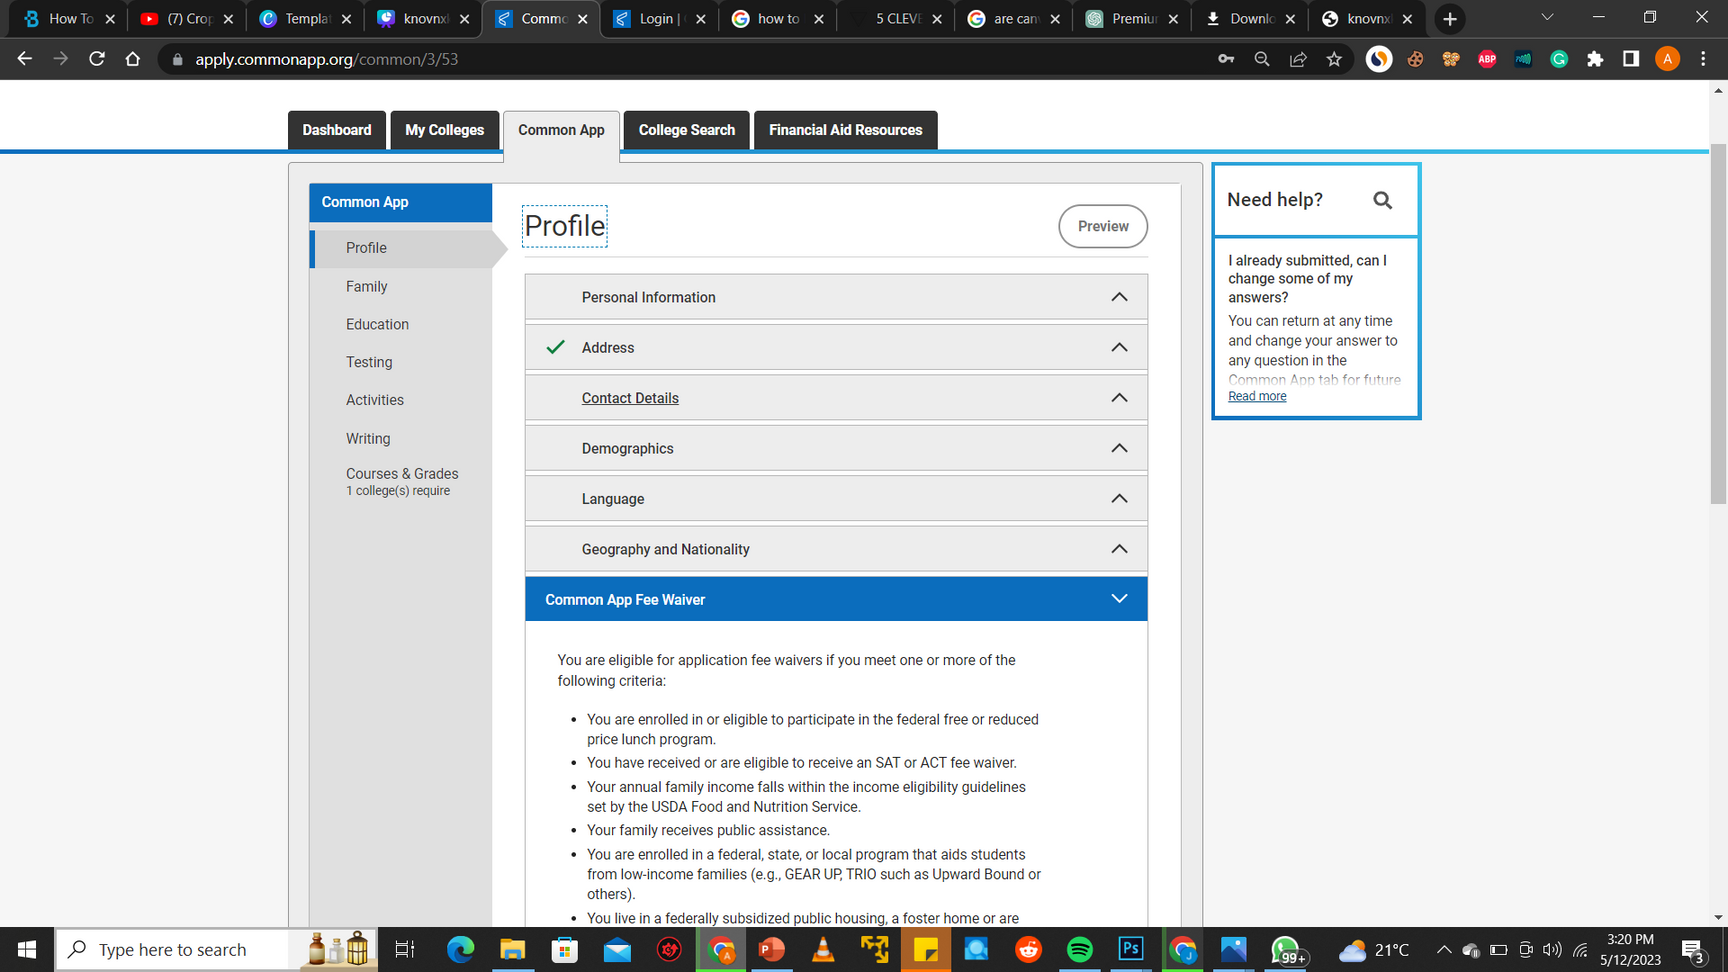 How To
(7) Crop
Templat
knovnxl
Commo
Login |
how to
5 CLEVE
are can
Premiun
Downlo
knovnxl
apply.commonapp.org/common/3/53
ABP
A
Dashboard
My Colleges
Common App
College Search
Financial Aid Resources
Common App
Profile
Family
Education
Testing
Activities
Writing
Courses & Grades
1 college(s) require
Profile
Preview
Personal Information
Address
Contact Details
Demographics
Language
Geography and Nationality
Common App Fee Waiver
You are eligible for application fee waivers if you meet one or more of the
following criteria:
• You are enrolled in or eligible to participate in the federal free or reduced
price lunch program.
• You have received or are eligible to receive an SAT or ACT fee waiver.
• Your annual family income falls within the income eligibility guidelines
set by the USDA Food and Nutrition Service.
• Your family receives public assistance.
• You are enrolled in a federal, state, or local program that aids students
from low-income families (e.g., GEAR UP, TRIO such as Upward Bound or
others).
• You live in a federally subsidized public housing, a foster home or are
Need help?
I already submitted, can I
change some of my
answers?
You can return at any time
and change your answer to
any question in the
Common App tab for future
Read more
Type here to search
Ps
99+
21°C
3:20 PM
5/12/2023
3